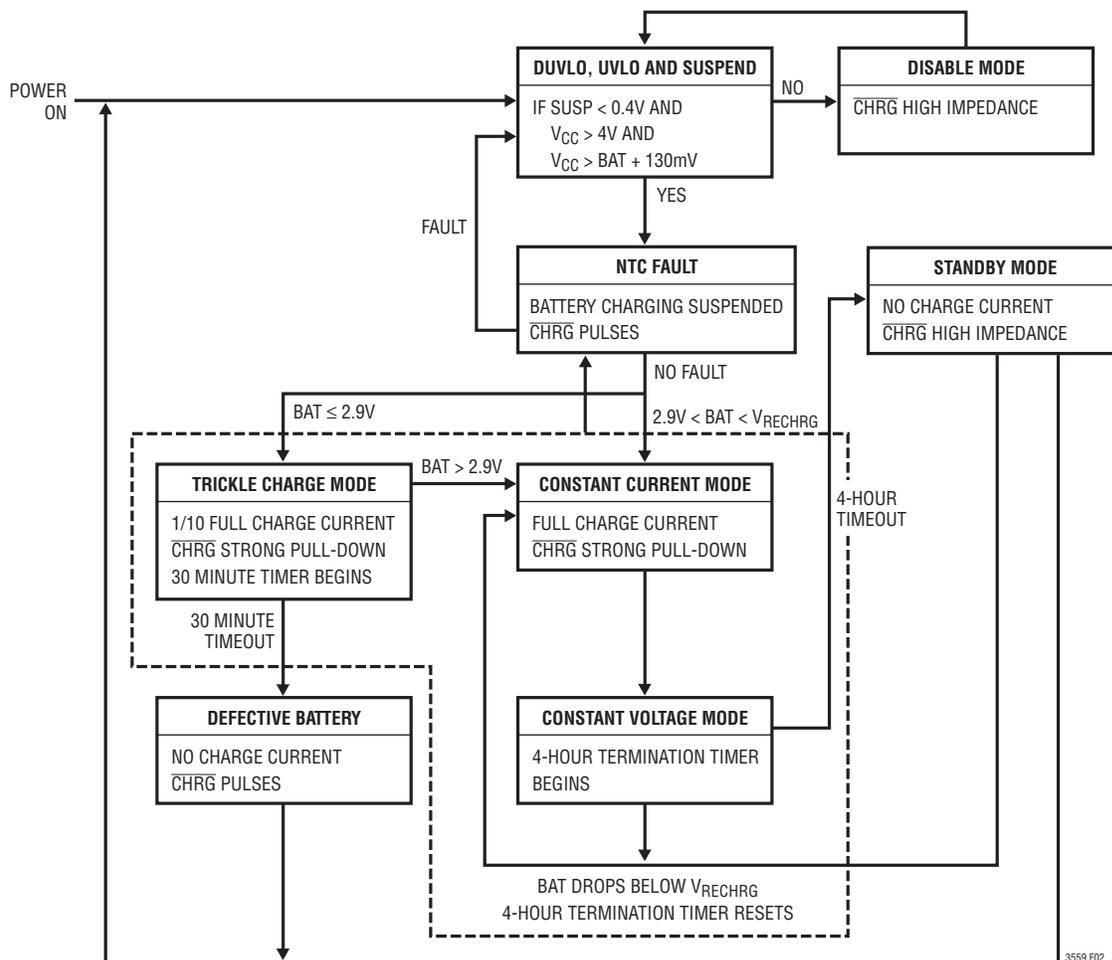 POWER
ON
DUVLO, UVLO AND SUSPEND
IF SUSP < 0.4V AND
VCC > 4V AND
VCC > BAT + 130mV
NO
DISABLE MODE
CHRG HIGH IMPEDANCE
YES
FAULT
NTC FAULT
BATTERY CHARGING SUSPENDED
CHRG PULSES
STANDBY MODE
NO CHARGE CURRENT
CHRG HIGH IMPEDANCE
NO FAULT
BAT ≤ 2.9V
2.9V < BAT < VRECHRG
TRICKLE CHARGE MODE
1/10 FULL CHARGE CURRENT
CHRG STRONG PULL-DOWN
30 MINUTE TIMER BEGINS
BAT > 2.9V
CONSTANT CURRENT MODE
FULL CHARGE CURRENT
CHRG STRONG PULL-DOWN
4-HOUR
TIMEOUT
30 MINUTE
TIMEOUT
DEFECTIVE BATTERY
NO CHARGE CURRENT
CHRG PULSES
CONSTANT VOLTAGE MODE
4-HOUR TERMINATION TIMER
BEGINS
BAT DROPS BELOW VRECHRG
4-HOUR TERMINATION TIMER RESETS
3559 F02